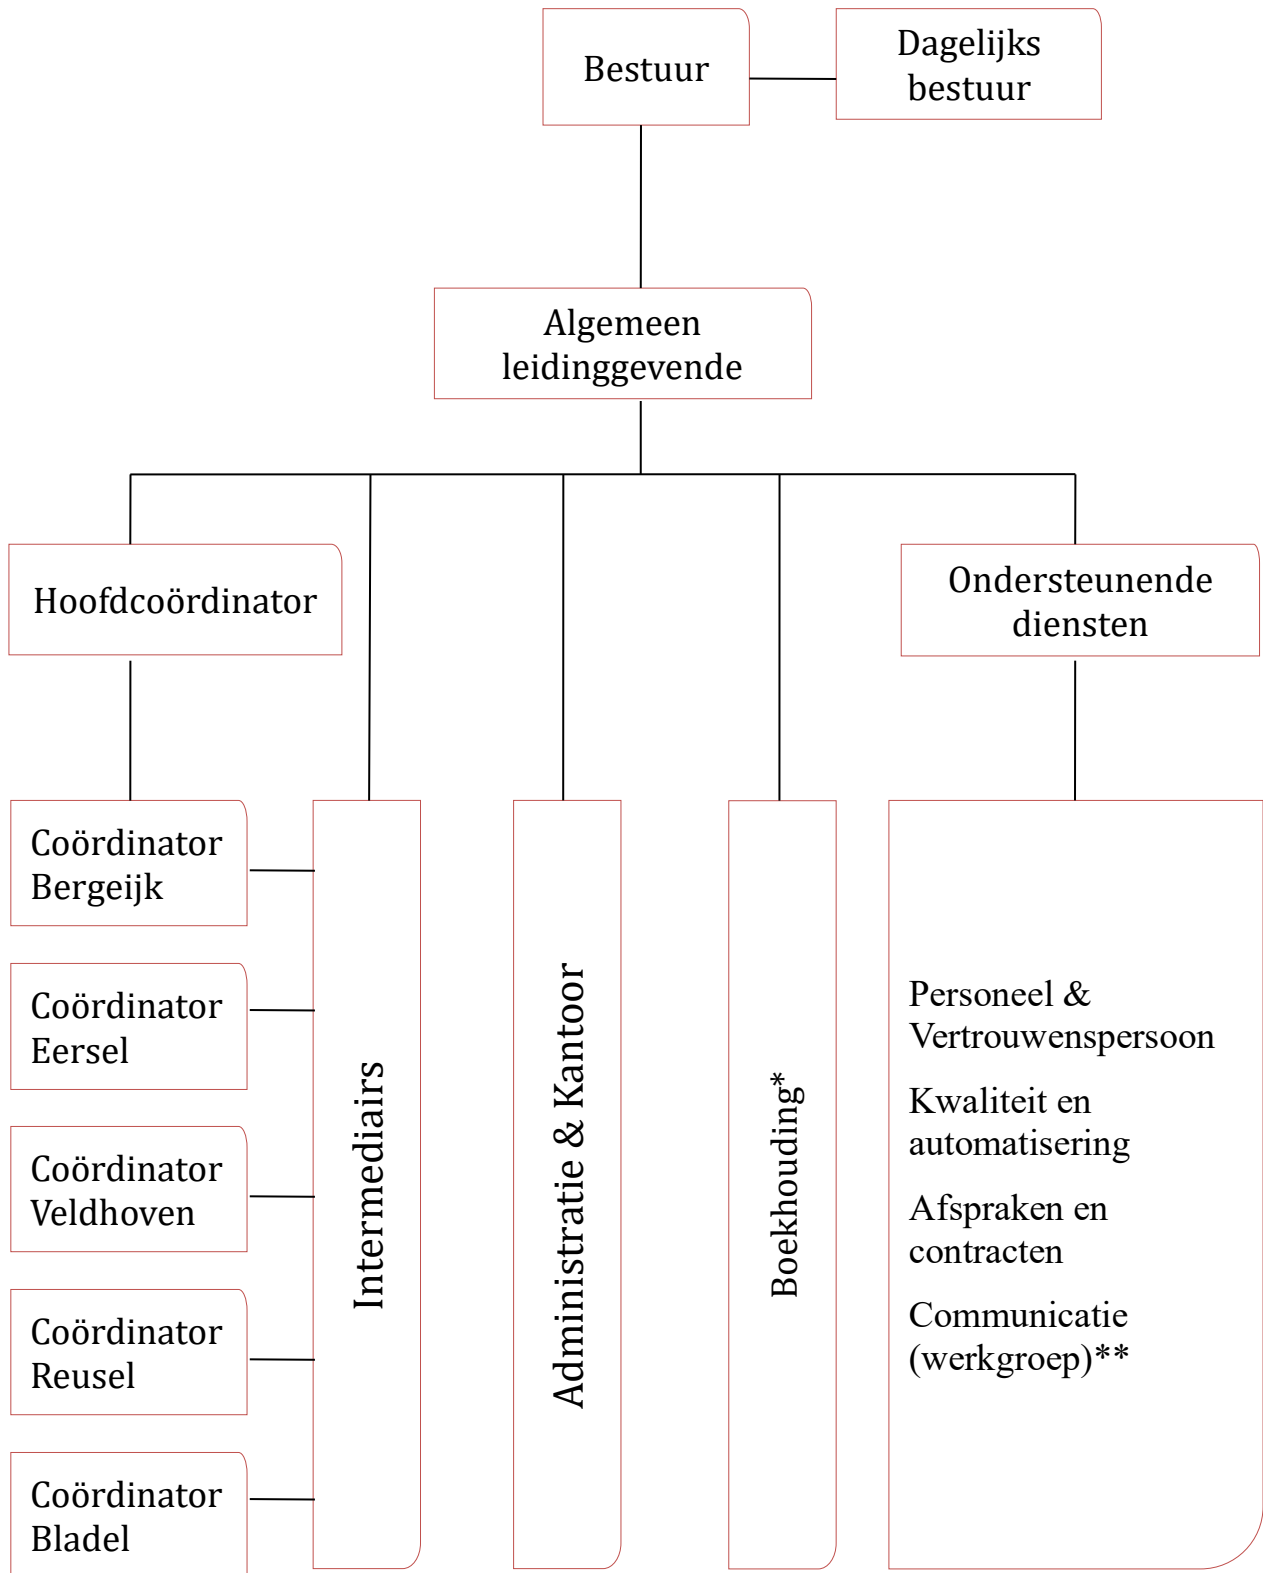 Bestuur
Dagelijks
bestuur
Algemeen
leidinggevende
Hoofdcoördinator
Ondersteunende
diensten
Coördinator
Bergeijk
Coördinator
Eersel
Coördinator
Veldhoven
Coördinator
Reusel
Coördinator
Bladel
Intermediairs
Administratie & Kantoor
Boekhouding*
Personeel &
Vertrouwenspersoon
Kwaliteit en
automatisering
Afspraken en
contracten
Communicatie
(werkgroep)**